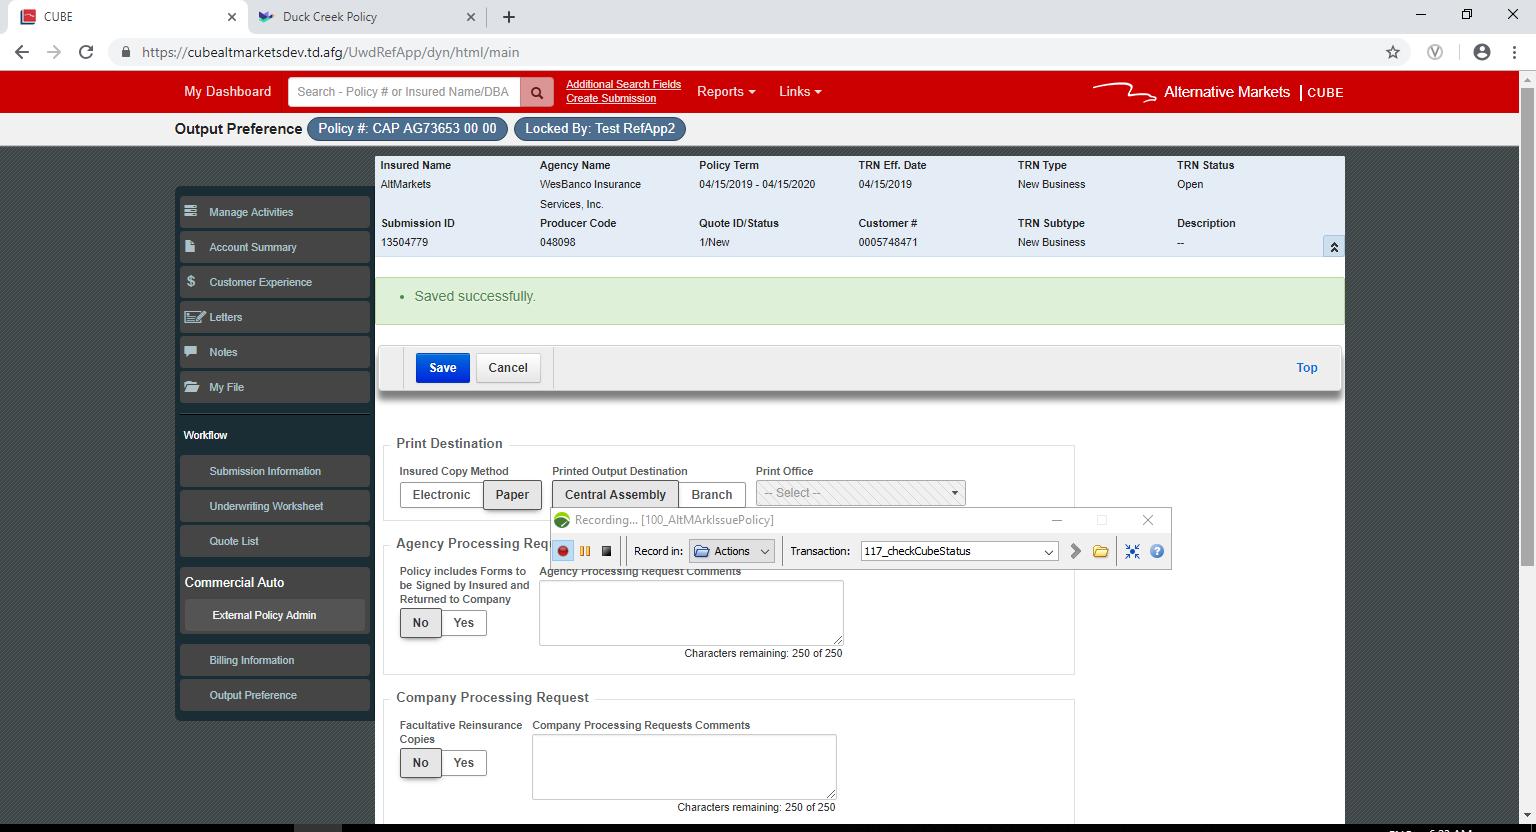 CUBE
Duck Creek Policy
https://cubealtmarketsdev.td.afg/UwdRefApp/dyn/html/main
My Dashboard
Search - Policy # or Insured Name/DBA
Additional Search Fields
Create Submission
Reports
Links
Alternative Markets | CUBE
Output Preference
Policy #: CAP AG73653 00 00
Locked By: Test RefApp2
Insured Name Agency Name Policy Term TRN Eff. Date TRN Type TRN Status
AltMarkets WesBanco Insurance Services, Inc. 04/15/2019 - 04/15/2020 04/15/2019 New Business Open
Submission ID Producer Code Quote ID/Status Customer # TRN Subtype Description
13504779 048098 1/New 0005748471 New Business --
Manage Activities
Account Summary
$ Customer Experience
Letters
Notes
My File
Workflow
Submission Information
Underwriting Worksheet
Quote List
Commercial Auto
External Policy Admin
Billing Information
Output Preference
Saved successfully.
Save Cancel Top
Print Destination
Insured Copy Method Printed Output Destination Print Office
Electronic Paper Central Assembly Branch -- Select --
Recording... [100_AltMArkIssuePolicy]
Record in: Actions Transaction: 117_checkCubeStatus
Agency Processing Req
Policy includes Forms to
be Signed by Insured and
Returned to Company
No Yes
Agency Processing Request Comments
Characters remaining: 250 of 250
Company Processing Request
Facultative Reinsurance
Copies
No Yes
Company Processing Requests Comments
Characters remaining: 250 of 250